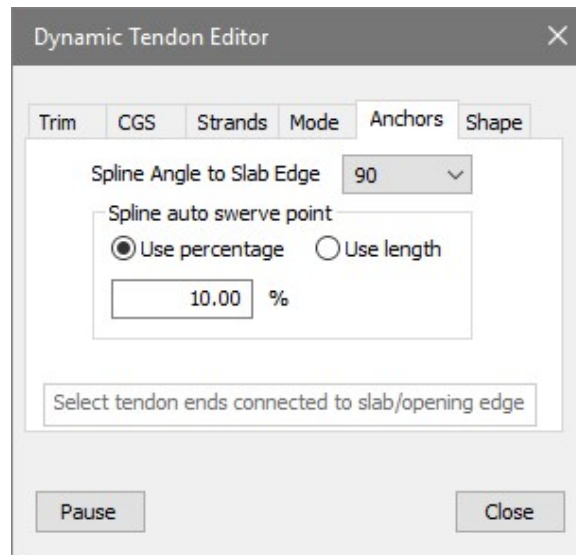 Dynamic Tendon Editor
Trim CGS Strands Mode Anchors Shape
Spline Angle to Slab Edge 90
Spline auto swerve point
Use percentage Use length
10.00 %
Select tendon ends connected to slab/opening edge
Pause Close